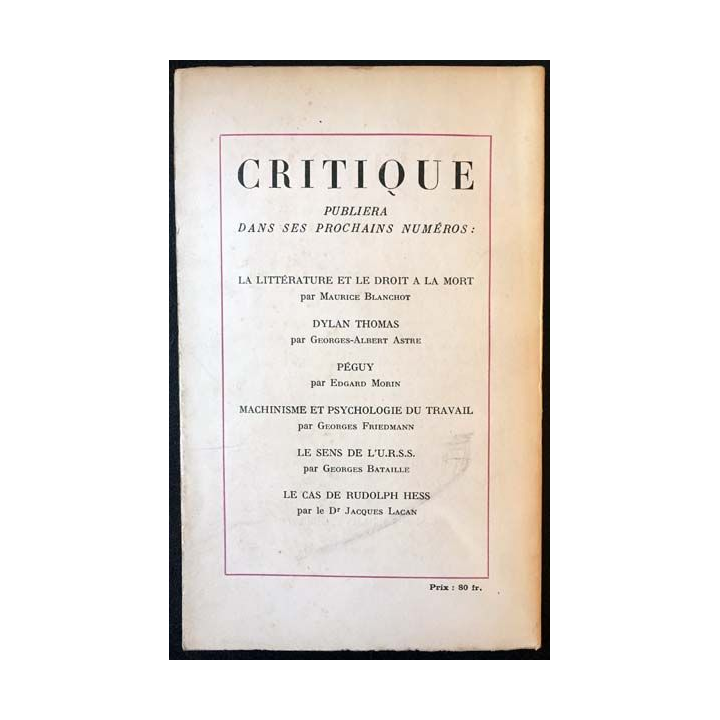 CRITIQUE
PUBLIERA
DANS SES PROCHAINS NUMÉROS :
LA LITTÉRATURE ET LE DROIT A LA MORT
par Maurice Blanchot
DYLAN THOMAS
par Georges-Albert Astre
PÉGUY
par Edgard Morin
MACHINISME ET PSYCHOLOGIE DU TRAVAIL
par Georges Friedmann
LE SENS DE L'U.R.S.S.
par Georges Bataille
LE CAS DE RUDOLPH HESS
par le Dr Jacques Lacan
Prix : 80 fr.